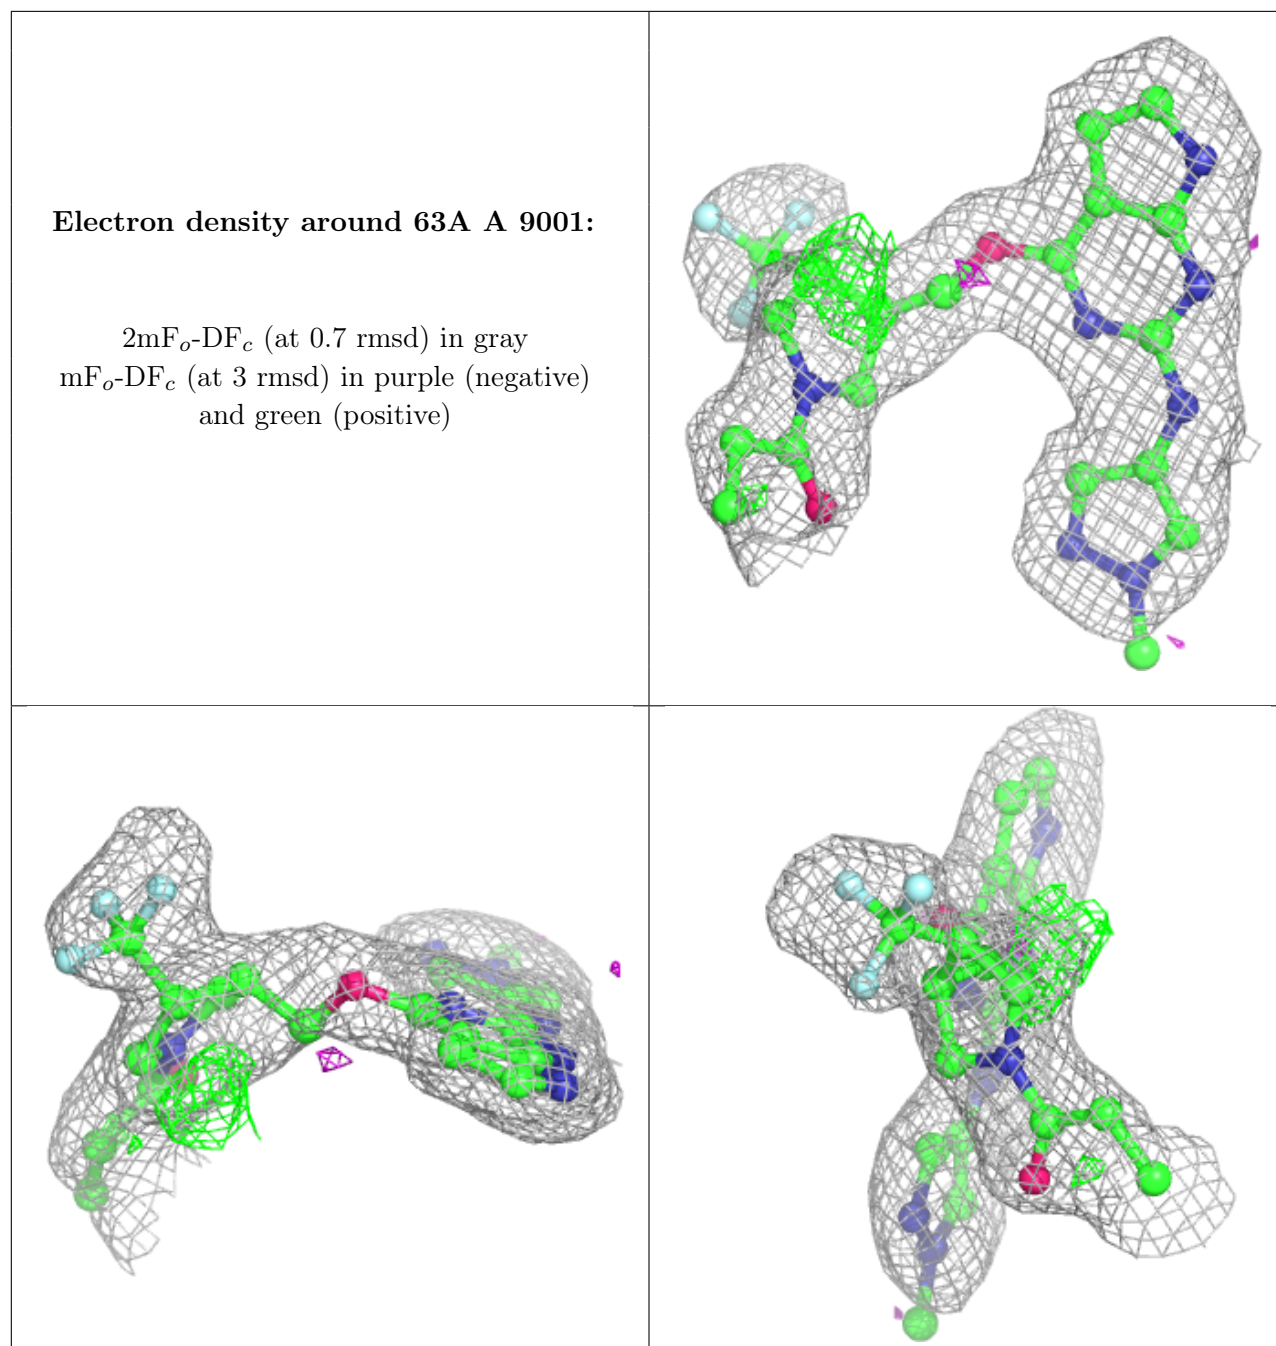 Electron density around 63A A 9001:
2mFo-DFc (at 0.7 rmsd) in gray
mFo-DFc (at 3 rmsd) in purple (negative)
and green (positive)